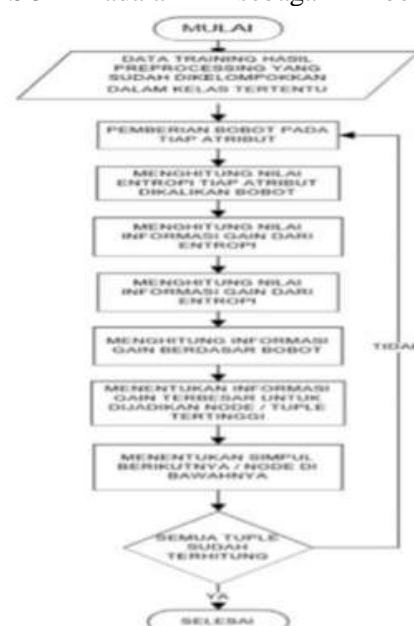 MULAI
DATA TRAINING HASIL
PREPROCESSING YANG
SUDAH DIKELOMPOKKAN
DALAM KELAS TERTENTU
PEMBERIAN BOBOT PADA
TIAP ATRIBUT
MENGHITUNG NILAI
ENTROPI TIAP ATRIBUT
DIKALIKAN BOBOT
MENGHITUNG NILAI
INFORMASI GAIN DARI
ENTROPI
MENGHITUNG NILAI
INFORMASI GAIN DARI
ENTROPI
MENGHITUNG INFORMASI
GAIN BERDASAR BOBOT
TIDA
MENENTUKAN INFORMASI
GAIN TERBESAR UNTUK
DIJADIKAN NODE / TUPLE
TERTINGGI
MENENTUKAN SIMPUL
BERIKUTNYA / NODE DI
BAWAHNYA
SEMUA TUPLE
SUDAH
TERHITUNG
YA
SELESAI